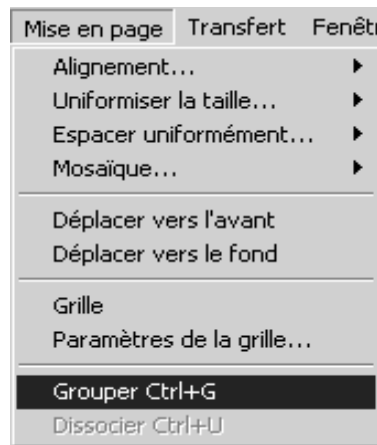 Mise en page Transfert Fenêt
Alignement...
Uniformiser la taille...
Espacer uniformément...
Mosaïque...
Déplacer vers l'avant
Déplacer vers le fond
Grille
Paramètres de la grille...
Grouper Ctrl+G
Dissocier Ctrl+U